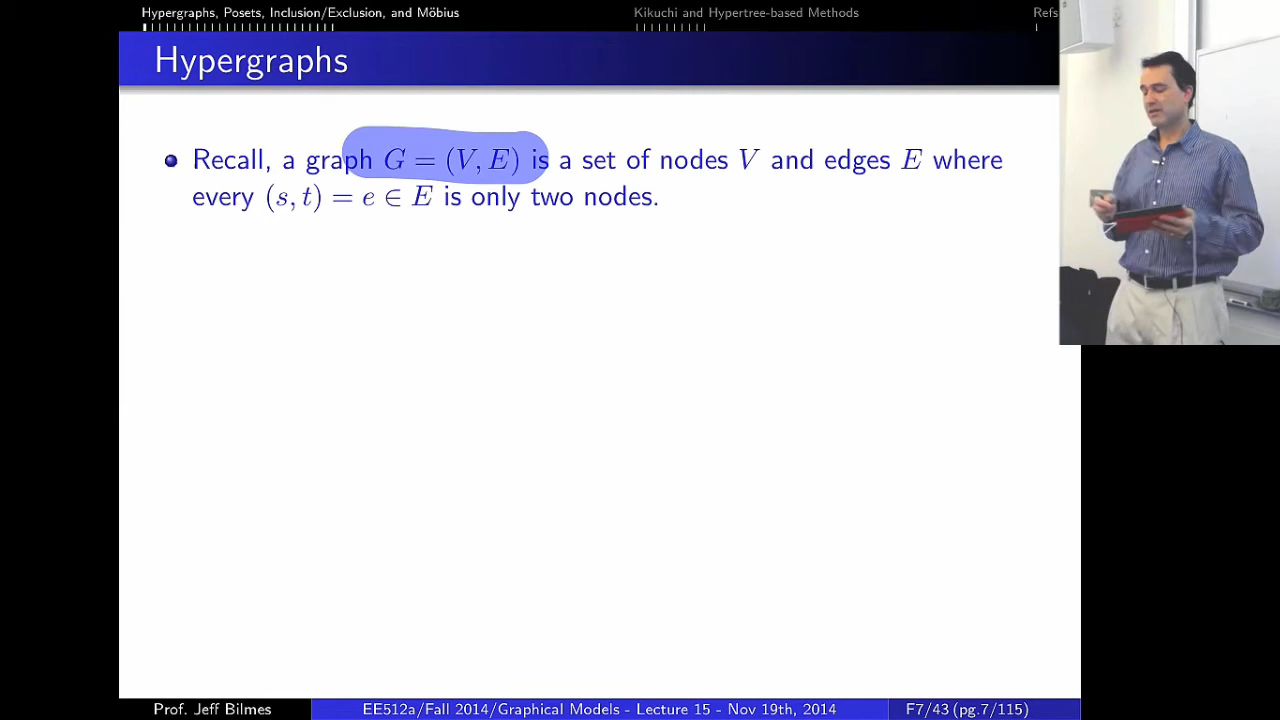 Hypergraphs, Posets, Inclusion/Exclusion, and Möbius
Kikuchi and Hypertree-based Methods
Refs
Hypergraphs
Recall, a graph G = (V, E) is a set of nodes V and edges E where
every (s, t) = e ∈ E is only two nodes.
Prof. Jeff Bilmes
EE512a/Fall 2014/Graphical Models - Lecture 15 - Nov 19th, 2014
F7/43 (pg.7/115)